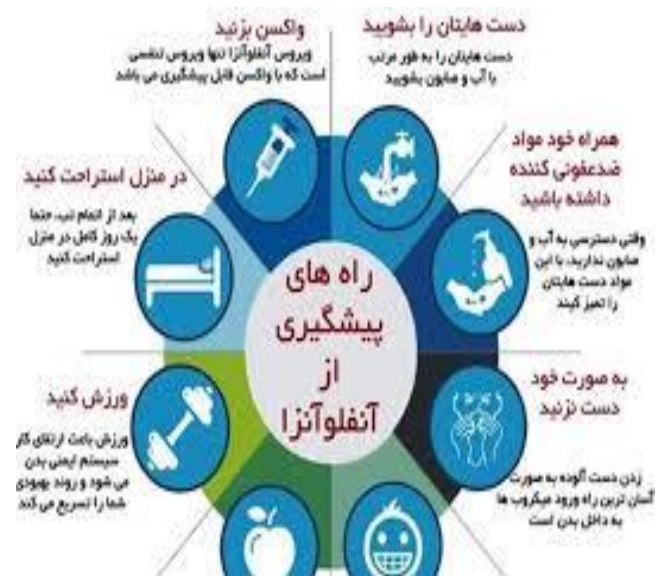 راه های
پیشگیری
از
آنفلوآنزا
دست هایتان را بشویید
دست هایتان را به طور مرتب
با آب و صابون بشویید
همراه خود مواد
ضدعفونی کننده
داشته باشید
وقتی دسترسی به آب و
صابون ندارید، با این
مواد دست هایتان
را تمیز کنید
به صورت خود
دست نزنید
زدن دست آلوده به صورت
آسان ترین راه ورود میکروب ها
به داخل بدن است
ورزش کنید
ورزش باعث ارتقای کار
سیستم ایمنی بدن
می شود و روند بهبودی
شما را تسریع می کند
در منزل استراحت کنید
بعد از اتمام تب، حتما
یک روز کامل در منزل
استراحت کنید
واکسن بزنید
ویروس آنفلوآنزا تنها ویروس تنفسی
است که با واکسن قابل پیشگیری می باشد